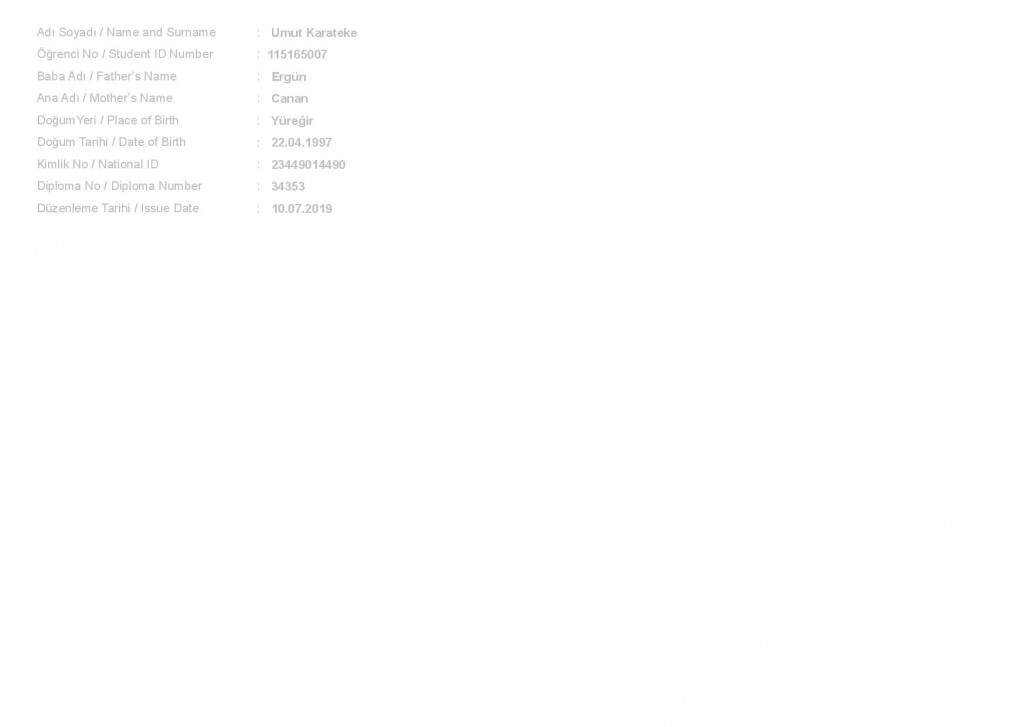 Adı Soyadı / Name and Surname : Umut Karateke
Öğrenci No / Student ID Number : 115165007
Baba Adı / Father's Name : Ergün
Ana Adı / Mother's Name : Canan
DoğumYeri / Place of Birth : Yüreğir
Doğum Tarihi / Date of Birth : 22.04.1997
Kimlik No / National ID : 23449014490
Diploma No / Diploma Number : 34353
Düzenleme Tarihi / Issue Date : 10.07.2019